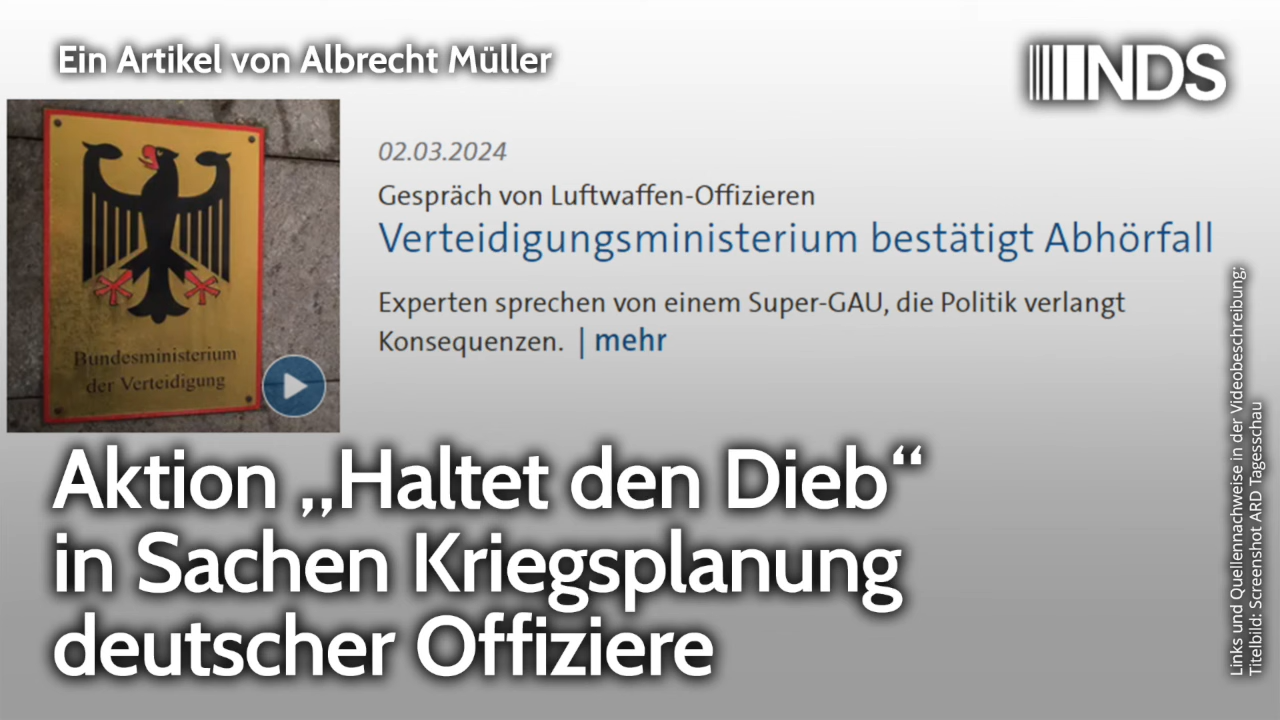 Ein Artikel von Albrecht Müller
NDS
02.03.2024
Gespräch von Luftwaffen-Offizieren
Verteidigungsministerium bestätigt Abhörfall
Experten sprechen von einem Super-GAU, die Politik verlangt
Konsequenzen. | mehr
Bundesministerium
der Verteidigung
Aktion „Haltet den Dieb“
in Sachen Kriegsplanung
deutscher Offiziere
Links und Quellennachweise in der Videobeschreibung;
Titelbild: Screenshot ARD Tagesschau